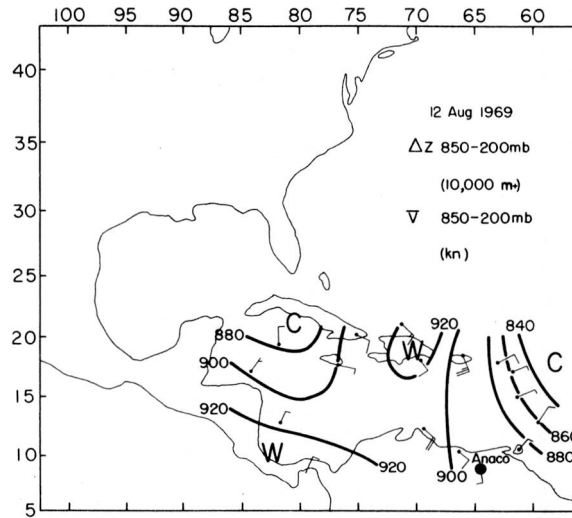 100 95 90 85 80 75 70 65 60
40
35
30
25
20
15
10
5
12 Aug 1969
ΔZ 850-200mb
(10,000 m+)
V 850-200mb
(kn)
920 840
880 C
W C
900
920
860
W Anaco 880
920 900